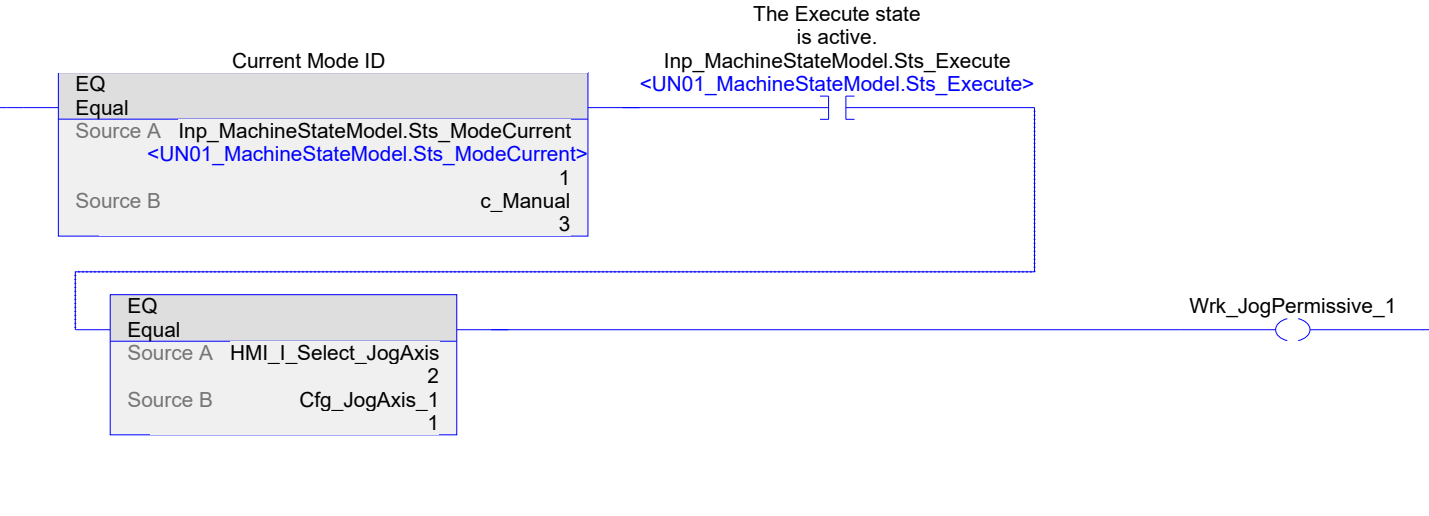 The Execute state
is active.
Current Mode ID
Inp_MachineStateModel.Sts_Execute
EQ
<UN01_MachineStateModel.Sts_Execute>
Equal
Source A Inp_MachineStateModel.Sts_ModeCurrent
<UN01_MachineStateModel.Sts_ModeCurrent>
1
Source B c_Manual
3
EQ
Wrk_JogPermissive_1
Equal
Source A HMI_I_Select_JogAxis
2
Source B Cfg_JogAxis_1
1